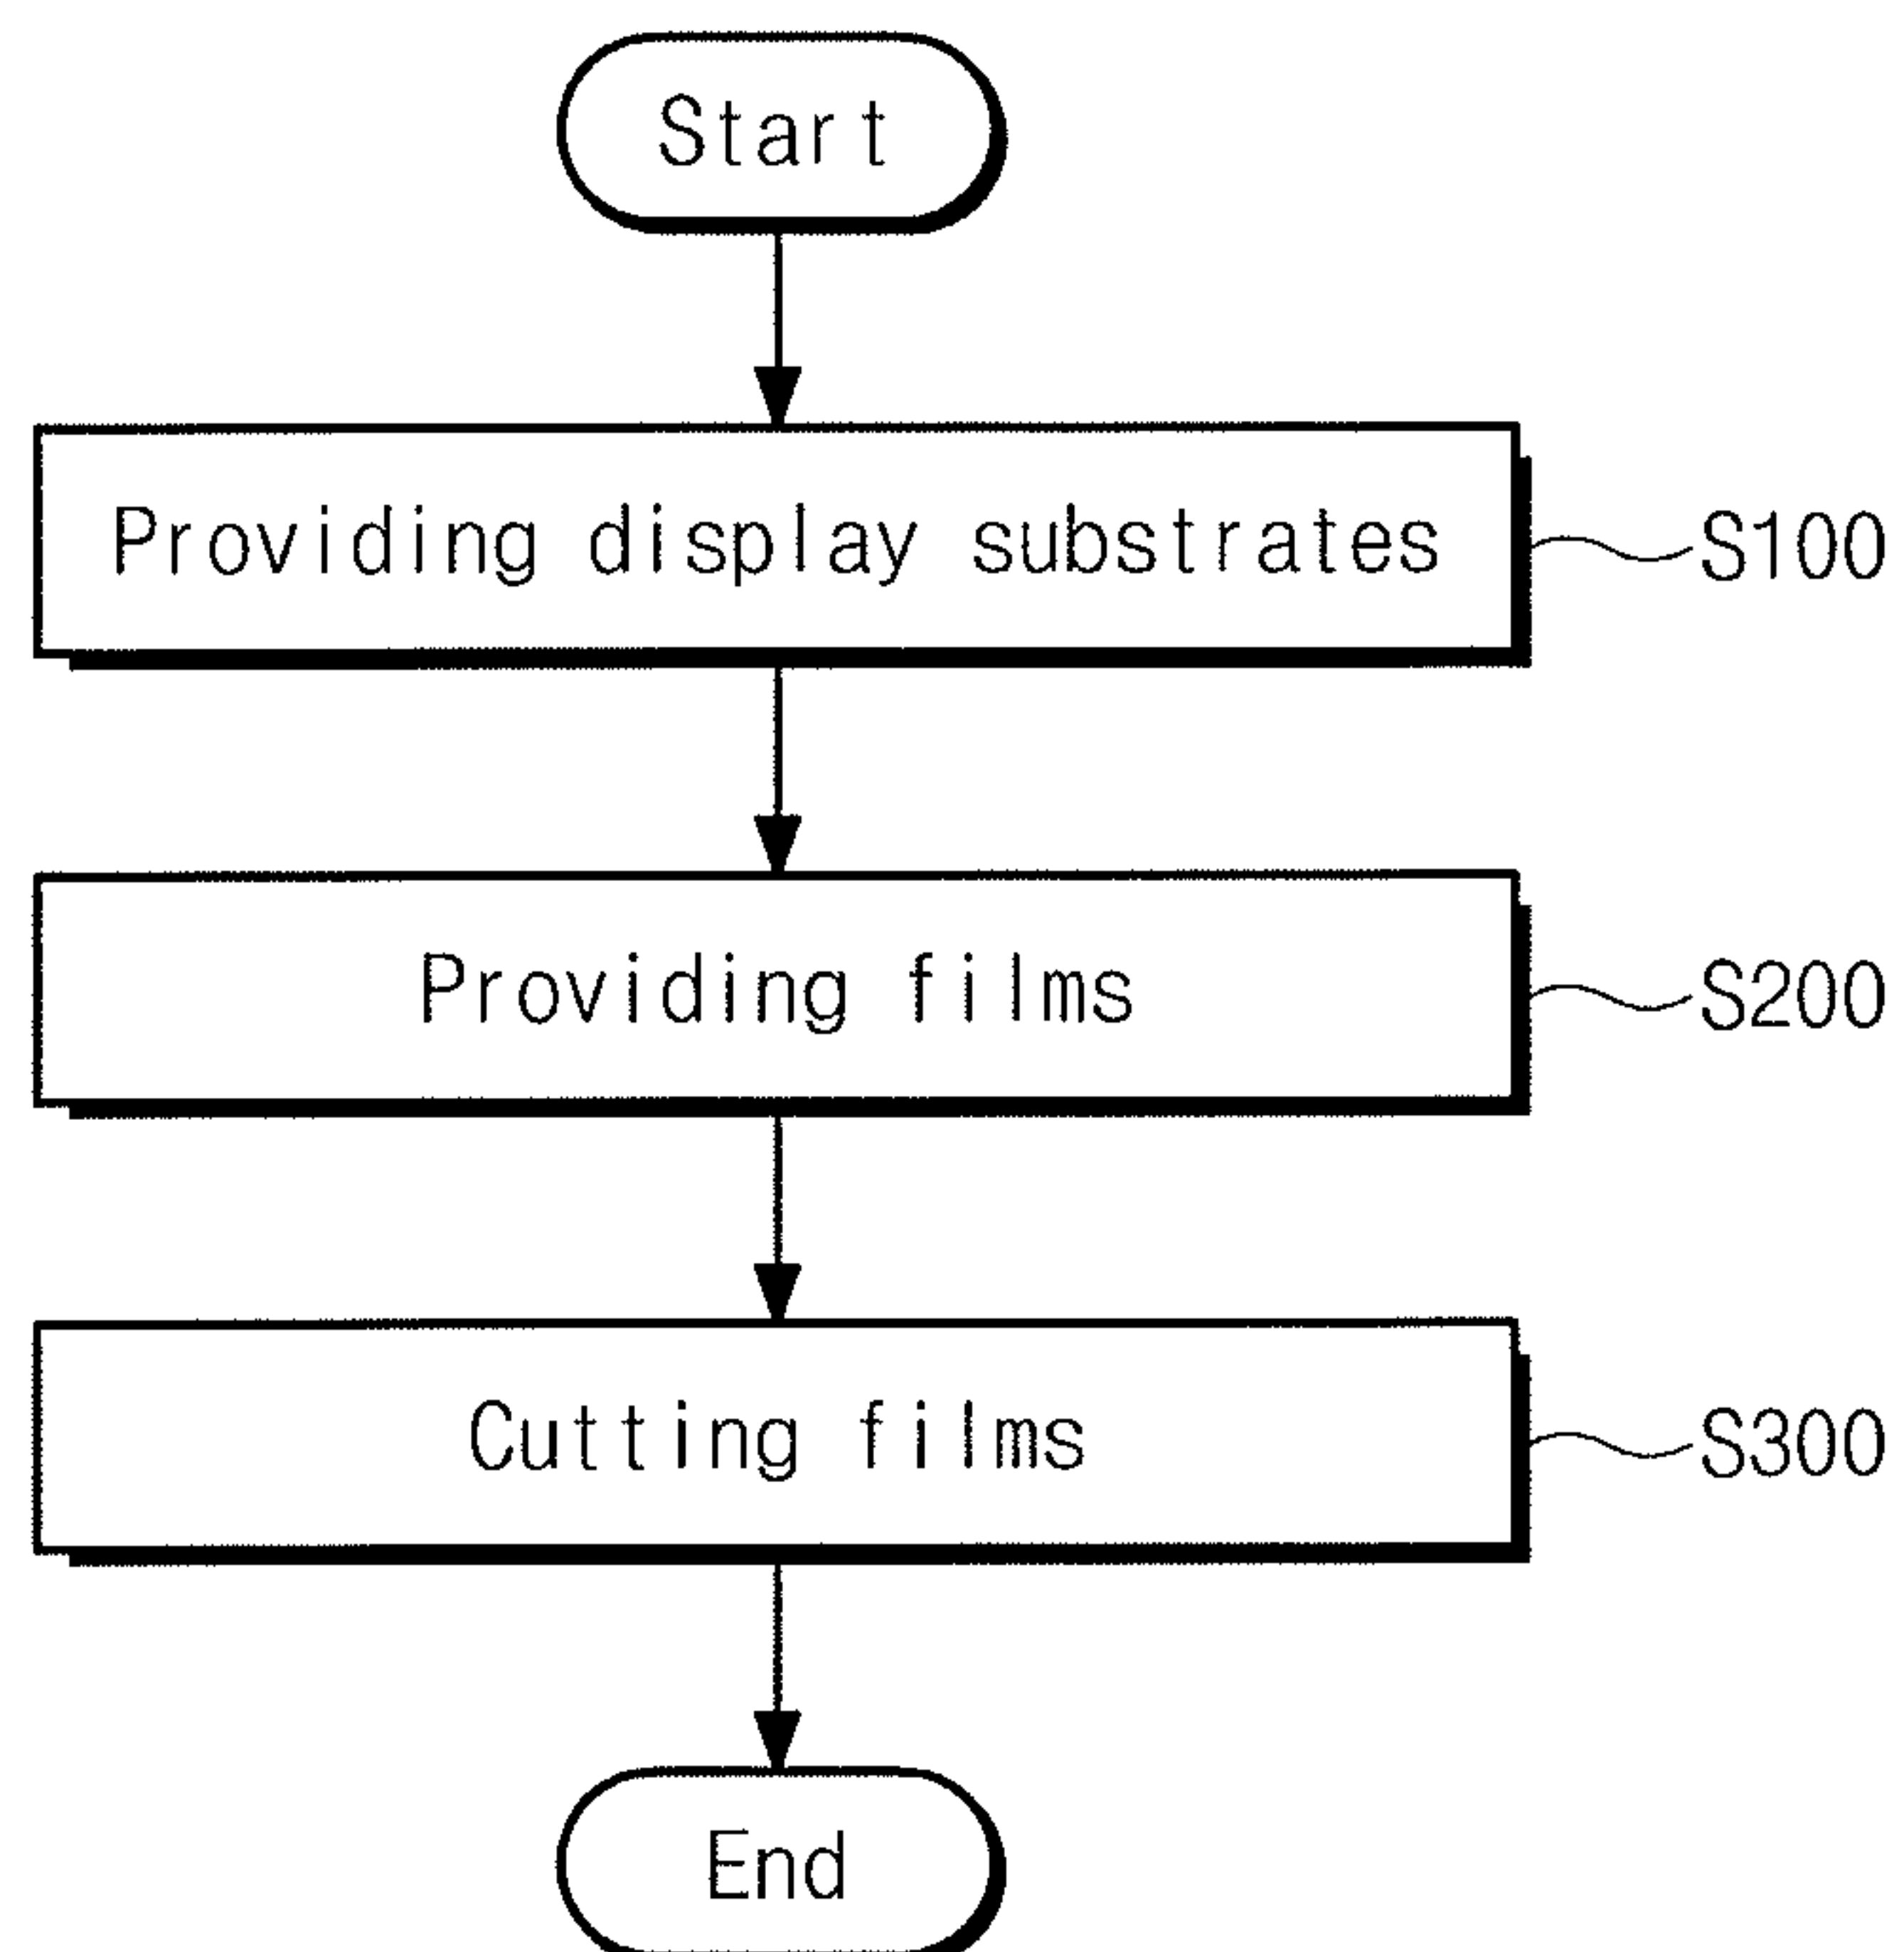 Start
Providing display substrates
S100
Providing films
S200
Cutting films
S300
End